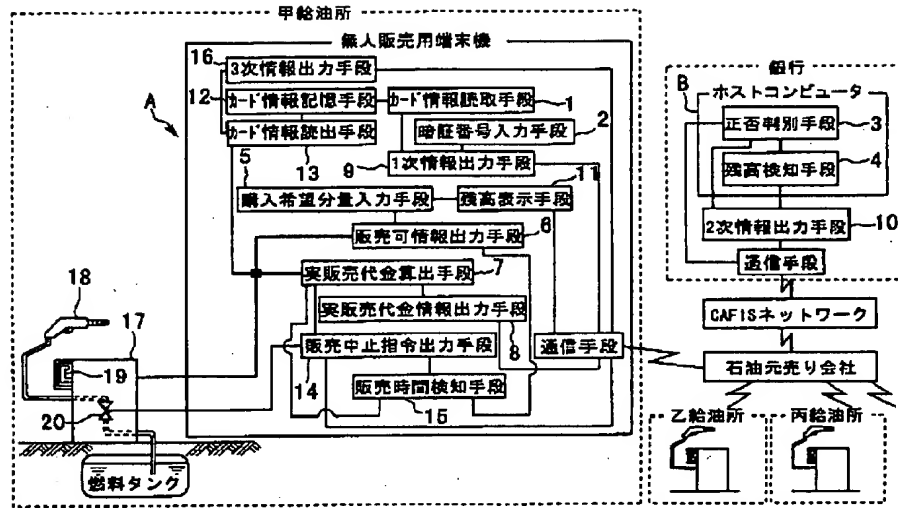 甲給油所
無人販売用端末機
16
3次情報出力手段
A
12
カード情報記憶手段
カード情報読取手段
1
カード情報読出手段
暗証番号入力手段
2
13
9
1次情報出力手段
5
11
購入希望分量入力手段
残高表示手段
販売可情報出力手段
6
実販売代金算出手段
7
実販売代金情報出力手段
8
販売中止指令出力手段
通信手段
14
販売時間検知手段
15
18
17
19
20
燃料タンク
銀行
B
ホストコンピュータ
正否判別手段
3
残高検知手段
4
2次情報出力手段
10
通信手段
CAFISネットワーク
石油元売り会社
乙給油所
丙給油所